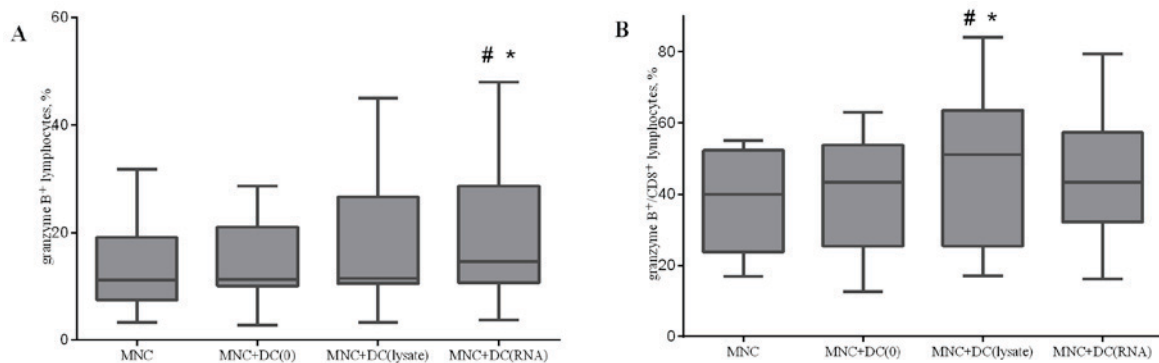 A
granzyme B⁺ lymphocytes, %
60
40
20
0
# *
MNC MNC+DC(0) MNC+DC(lysate) MNC+DC(RNA)
B
granzyme B⁺/CD8⁺ lymphocytes, %
80
60
40
20
0
# *
MNC MNC+DC(0) MNC+DC(lysate) MNC+DC(RNA)